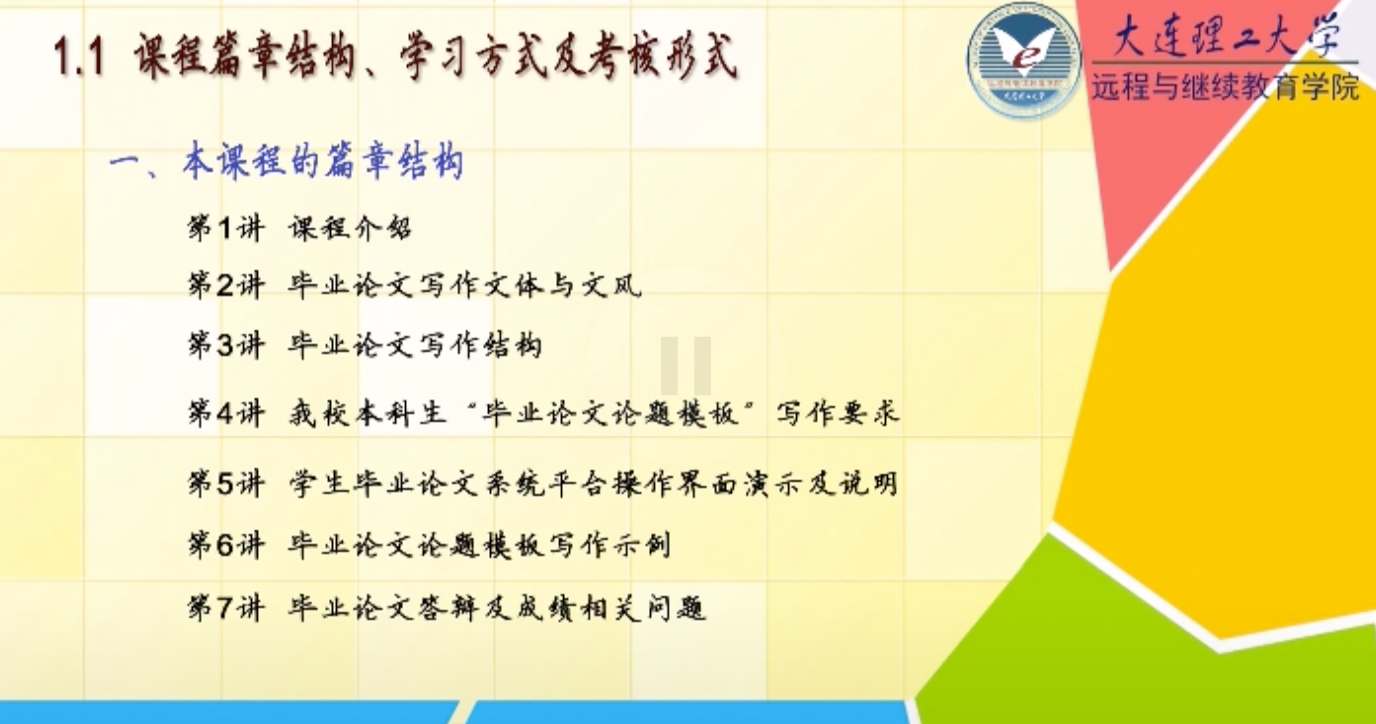 1.1 课程篇章结构、学习方式及考核形式
大连理工大学
远程与继续教育学院
一、本课程的篇章结构
第1讲 课程介绍
第2讲 毕业论文写作文体与文风
第3讲 毕业论文写作结构
第4讲 我校本科生“毕业论文论题模板”写作要求
第5讲 学生毕业论文系统平台操作界面演示及说明
第6讲 毕业论文论题模板写作示例
第7讲 毕业论文答辩及成绩相关问题